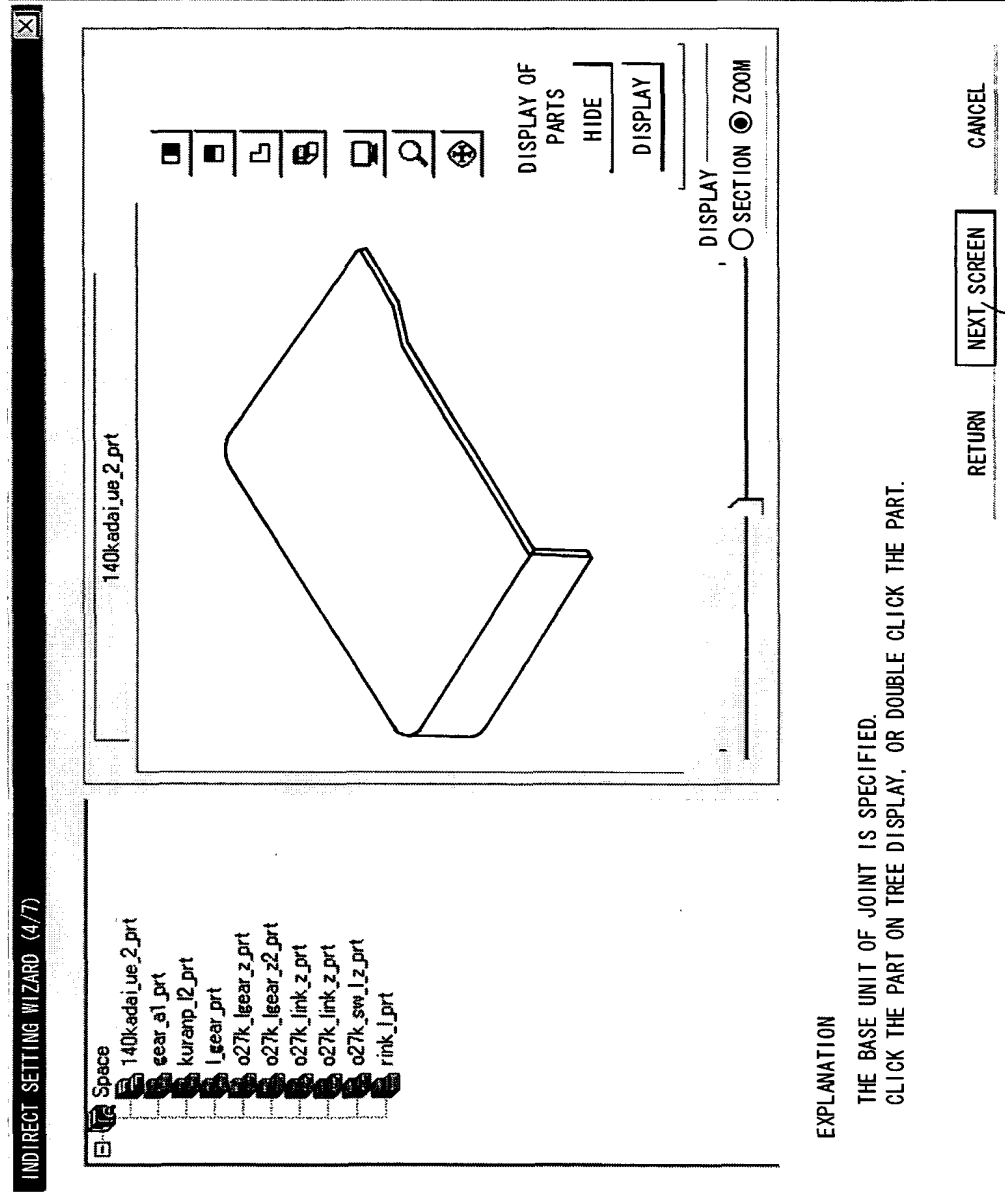 INDIRECT SETTING WIZARD (4/7)
Space
140kadai_ue_2_prt
gear_a1_prt
kuranp_l2_prt
l_gear_prt
o27k_lgear_z_prt
o27k_lgear_z2_prt
o27k_link_z_prt
o27k_link_z_prt
o27k_sw_l_z_prt
rink_l_prt
140kadai_ue_2_prt
DISPLAY OF
PARTS
HIDE
DISPLAY
DISPLAY
SECTION ZOOM
EXPLANATION
THE BASE UNIT OF JOINT IS SPECIFIED.
CLICK THE PART ON TREE DISPLAY, OR DOUBLE CLICK THE PART.
RETURN NEXT SCREEN CANCEL